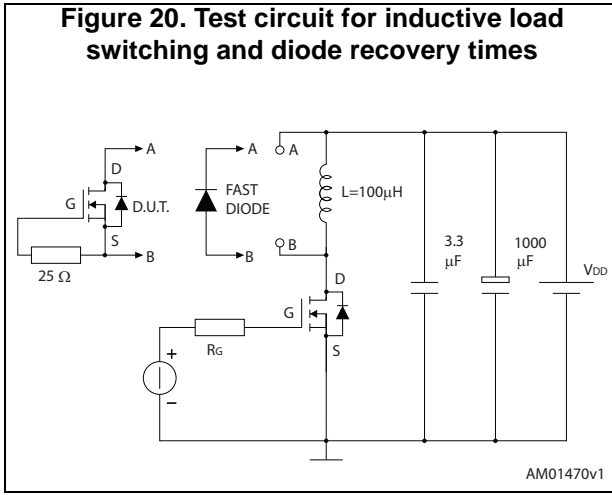 Figure 20. Test circuit for inductive load
switching and diode recovery times
A
D
G
D.U.T.
S
B
25 Ω
A
FAST
DIODE
B
A
L=100µH
B
D
G
S
RG
+
–
3.3
µF
1000
µF
VDD
AM01470v1